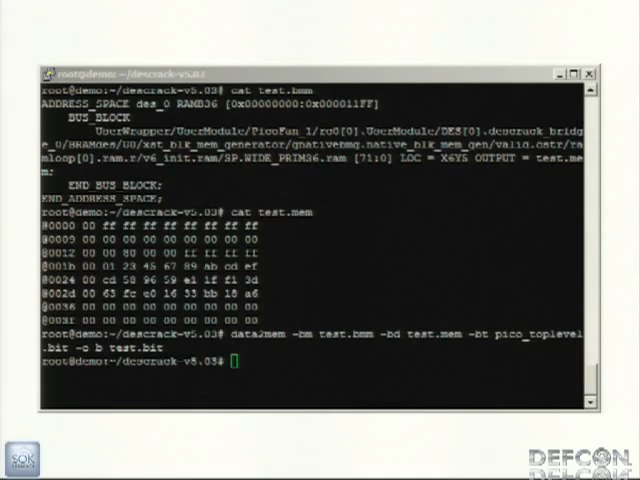 root@demo: ~/descrack-v5.03
root@demo:~/descrack-v5.03# cat test.bmm
ADDRESS_SPACE des_0 RAMB36 [0x00000000:0x000011FF]
BUS_BLOCK
UserWrapper/UserModule/PicoFan_1/rc0[0].UserModule/DES[0].descrack_bridg
e_0/BRAMdes/U0/xst_blk_mem_generator/gnativebmg.native_blk_mem_gen/valid.cstr/ra
mloop[0].ram.r/v6_init.ram/SP.WIDE_PRIM36.ram [71:0] LOC = X6Y5 OUTPUT = test.me
m;
END_BUS_BLOCK;
END_ADDRESS_SPACE;
root@demo:~/descrack-v5.03# cat test.mem
@0000 00 ff ff ff ff ff ff ff ff
@0009 00 00 00 00 00 00 00 00 00
@0012 00 00 80 00 00 ff ff ff ff
@001b 00 01 23 45 67 89 ab cd ef
@0024 00 cd 58 96 59 e1 1f f1 3d
@002d 00 63 fc e0 16 33 bb 18 a6
@0036 00 00 00 00 00 00 00 00 00
@003f 00 00 00 00 00 00 00 00 00
root@demo:~/descrack-v5.03# data2mem -bm test.bmm -bd test.mem -bt pico_toplevel
.bit -o b test.bit
root@demo:~/descrack-v5.03#
SOK
DEFCON